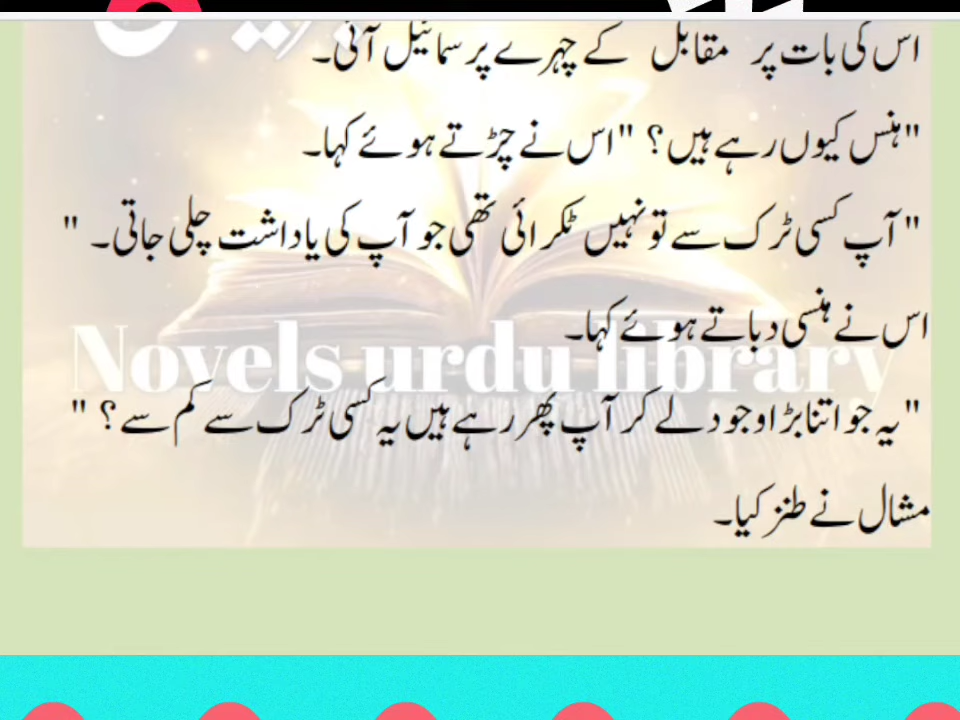 اس کی بات پر مقابل کے چہرے پر سمائیل آئی۔
"ہنس کیوں رہے ہیں؟ "اس نے چڑتے ہوئے کہا۔
"آپ کسی ٹرک سے تو نہیں ٹکرائی تھی جو آپ کی یاداشت چلی جاتی۔ "
اس نے ہنسی دباتے ہوئے کہا۔
Novels urdu library
"یہ جو اتنا بڑا وجود لے کر آپ پھر رہے ہیں یہ کسی ٹرک سے کم سے ؟ "
مشال نے طنز کیا۔